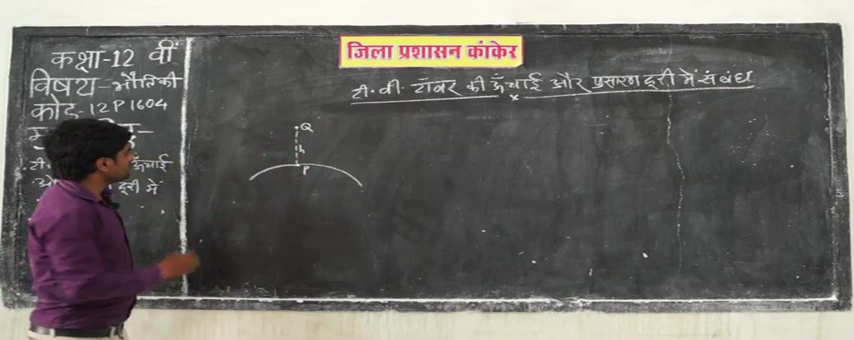 जिला प्रशासन कांकेर
कक्षा-12 वीं
विषय-भौतिकी
कोड-12P1604
टी.
ऊँचाई
दूरी में
टी.वी. टॉवर की ऊँचाई और प्रसारण दूरी में संबंध
Q
h
P